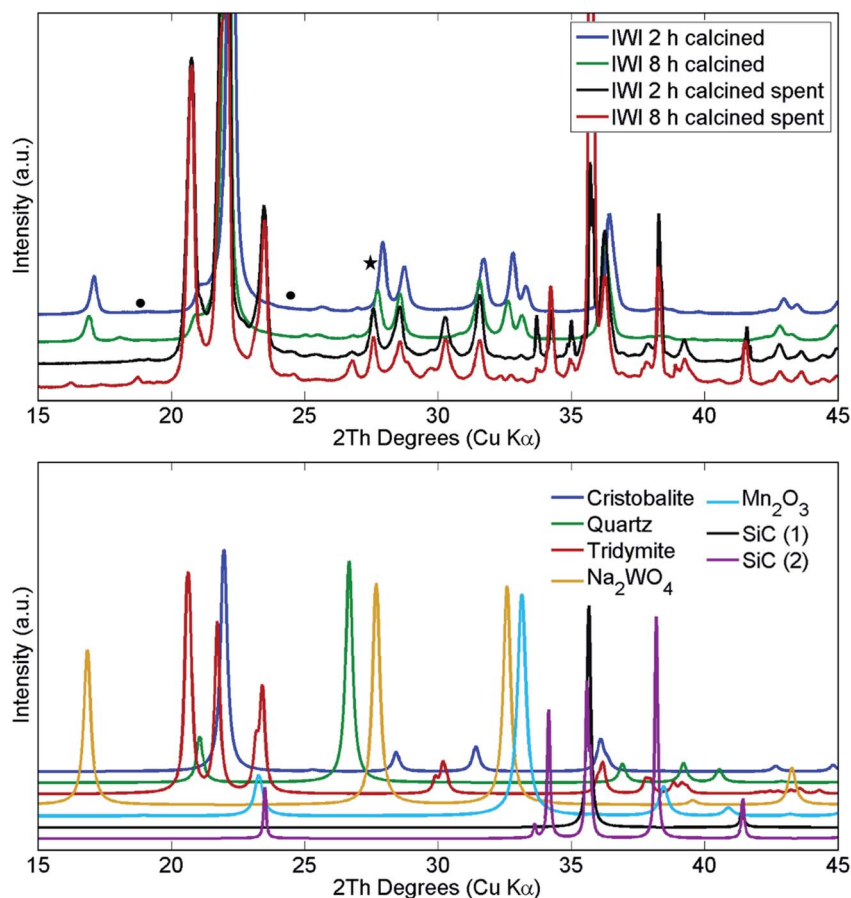 IWI 2 h calcined
IWI 8 h calcined
IWI 2 h calcined spent
IWI 8 h calcined spent
Intensity (a.u.)
15 20 25 30 35 40 45
2Th Degrees (Cu Kα)
Cristobalite
Quartz
Tridymite
Na₂WO₄
Mn₂O₃
SiC (1)
SiC (2)
Intensity (a.u.)
15 20 25 30 35 40 45
2Th Degrees (Cu Kα)